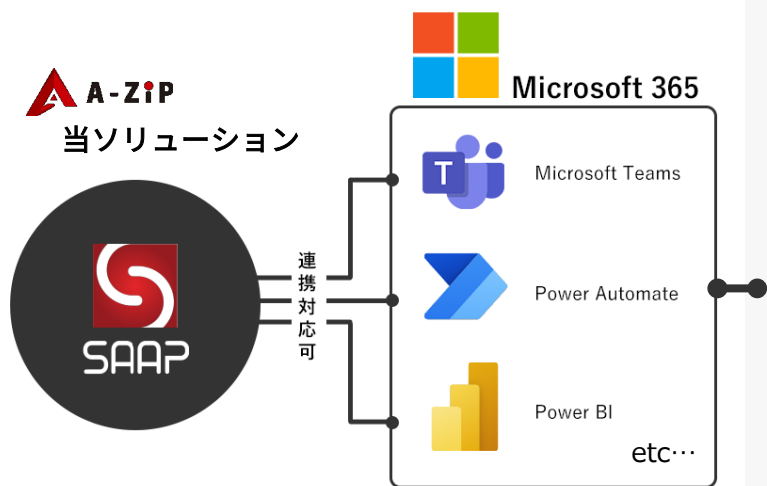 A-ZiP
当ソリューション
SAAP
連携対応可
Microsoft 365
T
Microsoft Teams
Power Automate
Power BI
etc…